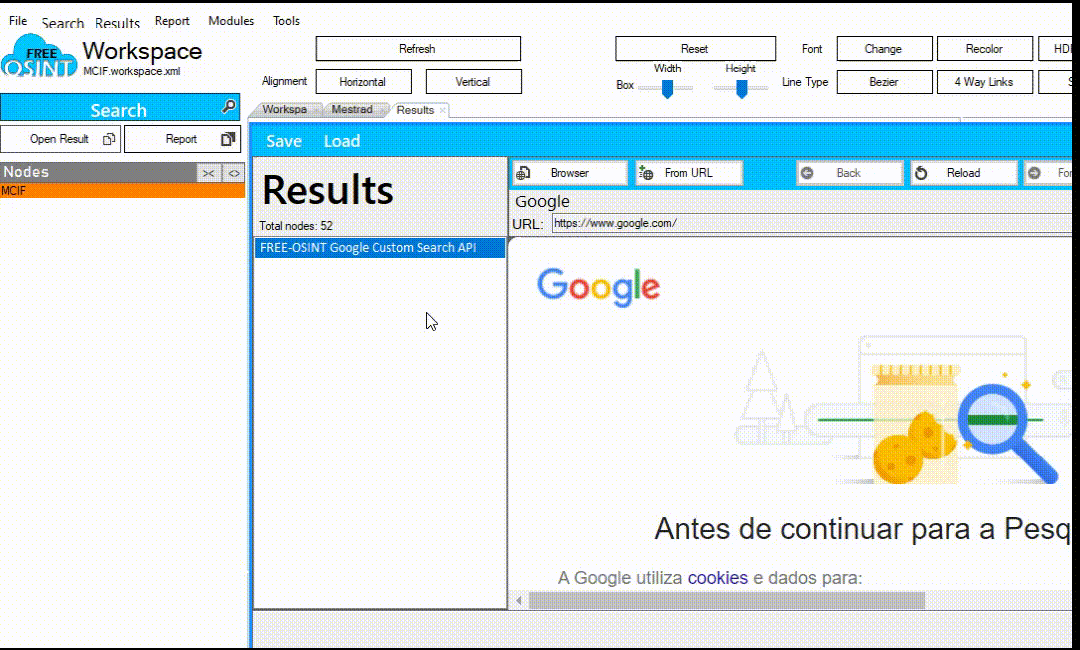 File Search Results Report Modules Tools
FREE
OSINT
Workspace
MCIF.workspace.xml
Refresh
Reset
Font
Change
Recolor
Alignment
Horizontal
Vertical
Box
Width
Height
Line Type
Bezier
4 Way Links
Search
Open Result
Report
Nodes
>< <>
MCIF
Workspa
Mestrad
Results
Save Load
Results
Total nodes: 52
FREE-OSINT Google Custom Search API
Browser
From URL
Back
Reload
Google
URL: https://www.google.com/
Google
Antes de continuar para a
A Google utiliza cookies e dados para: